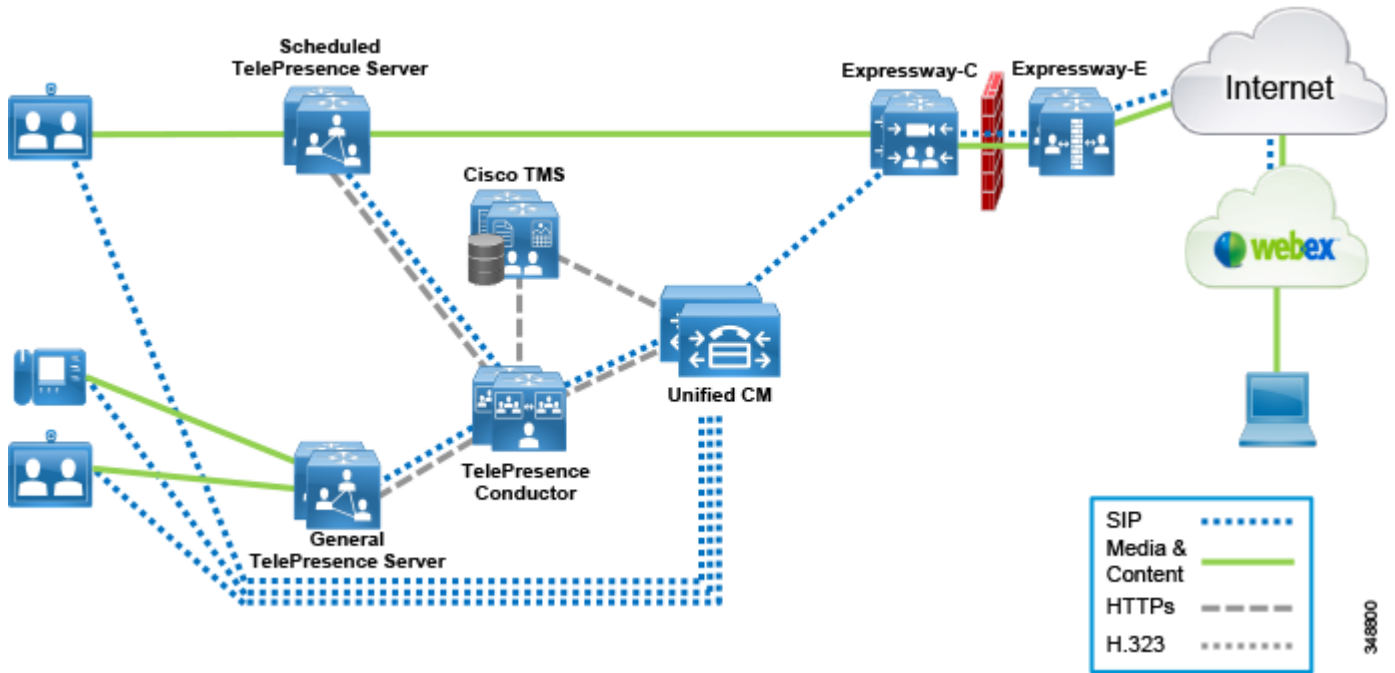 Scheduled
TelePresence Server
Expressway-C
Expressway-E
Internet
Cisco TMS
webex
Unified CM
TelePresence
Conductor
General
TelePresence Server
SIP
Media &
Content
HTTPs
H.323
348800